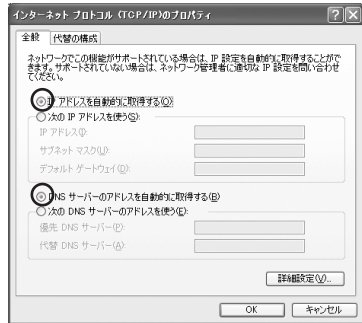 インターネット プロトコル (TCP/IP)のプロパティ
全般
代替の構成
ネットワークでこの機能がサポートされている場合は、IP 設定を自動的に取得することがで
きます。サポートされていない場合は、ネットワーク管理者に適切な IP 設定を問い合わせ
てください。
IP アドレスを自動的に取得する(O)
次の IP アドレスを使う(S):
IP アドレス(I):
サブネット マスク(U):
デフォルト ゲートウェイ(D):
DNS サーバーのアドレスを自動的に取得する(B)
次の DNS サーバーのアドレスを使う(E):
優先 DNS サーバー(P):
代替 DNS サーバー(A):
詳細設定(V)...
OK
キャンセル